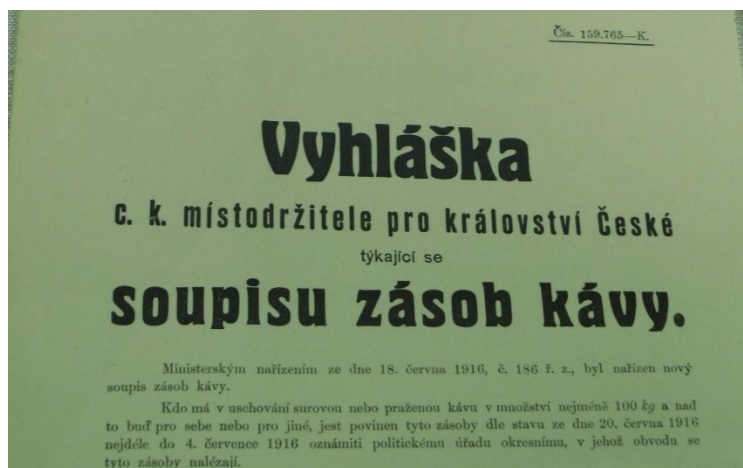 Čís. 159.765—K.
Vyhláška
c. k. místodržitele pro království České
týkající se
soupisu zásob kávy.
Ministerským nařízením ze dne 18. června 1916, č. 186 ř. z., byl nařízen nový
soupis zásob kávy.
Kdo má v uschování surovou nebo praženou kávu v množství nejméně 100 kg a nad
to buď pro sebe nebo pro jiné, jest povinen tyto zásoby dle stavu ze dne 20. června 1916
nejdéle do 4. července 1916 oznámiti politickému úřadu okresnímu, v jehož obvodu se
tyto zásoby nalézají.